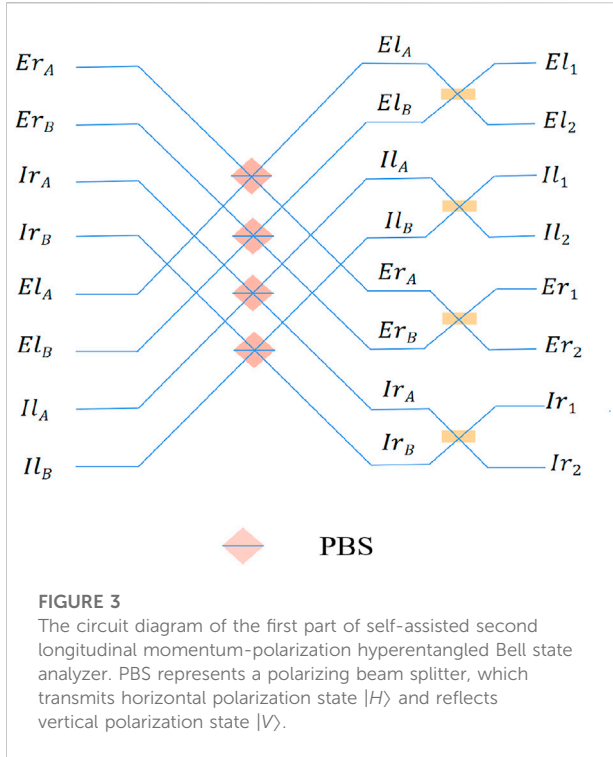 Er_A
Er_B
Ir_A
Ir_B
El_A
El_B
Il_A
Il_B
El_A
El_B
Il_A
Il_B
Er_A
Er_B
Ir_A
Ir_B
El_1
El_2
Il_1
Il_2
Er_1
Er_2
Ir_1
Ir_2
PBS
FIGURE 3
The circuit diagram of the first part of self-assisted second
longitudinal momentum-polarization hyperentangled Bell state
analyzer. PBS represents a polarizing beam splitter, which
transmits horizontal polarization state |H⟩ and reflects
vertical polarization state |V⟩.